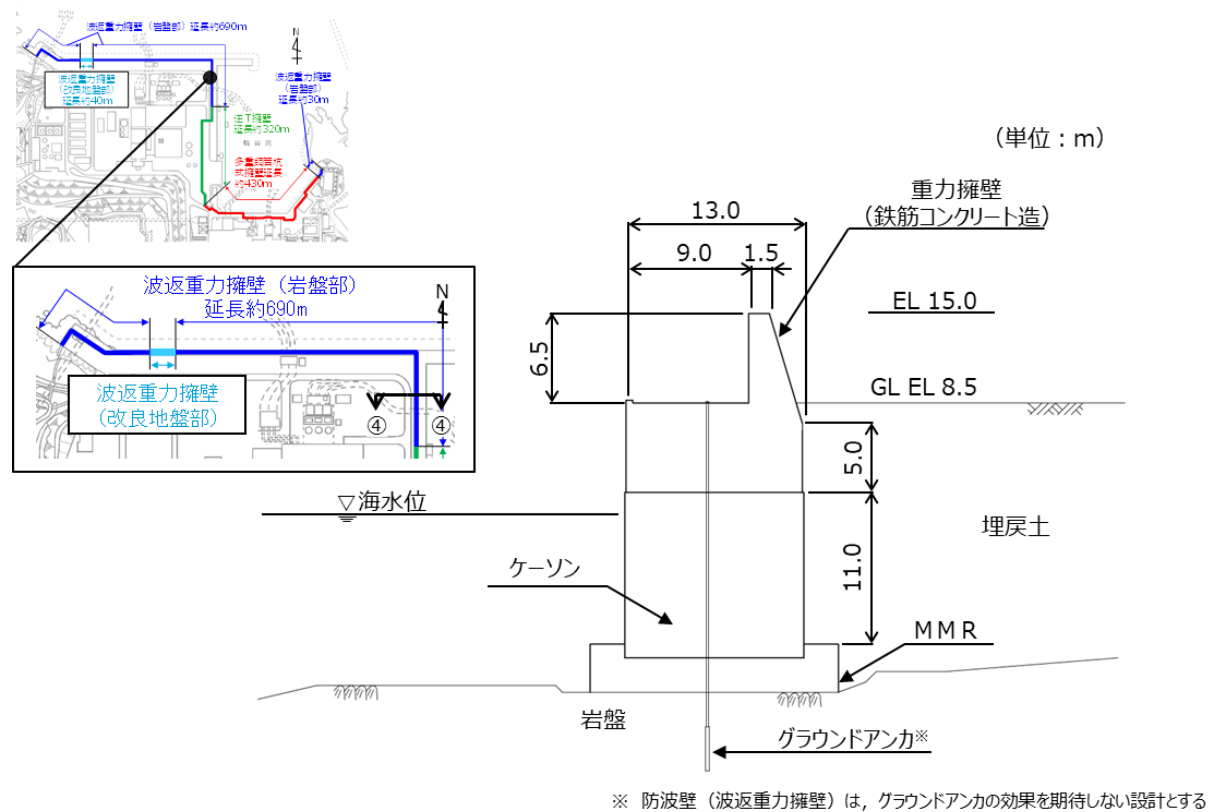 波返重力擁壁（岩盤部）延長約690m
N
波返重力擁壁
（改良地盤部）
延長約40m
波返重力擁壁
（岩盤部）
延長約30m
逆T擁壁
延長約320m
多重鋼管杭
式擁壁延長
約430m
波返重力擁壁（岩盤部）
延長約690m
N
波返重力擁壁
（改良地盤部）
④
④
（単位：m）
重力擁壁
（鉄筋コンクリート造）
13.0
9.0
1.5
EL 15.0
6.5
GL EL 8.5
5.0
▽海水位
埋戻土
11.0
ケーソン
ＭＭＲ
岩盤
グラウンドアンカ※
※ 防波壁（波返重力擁壁）は，グラウンドアンカの効果を期待しない設計とする